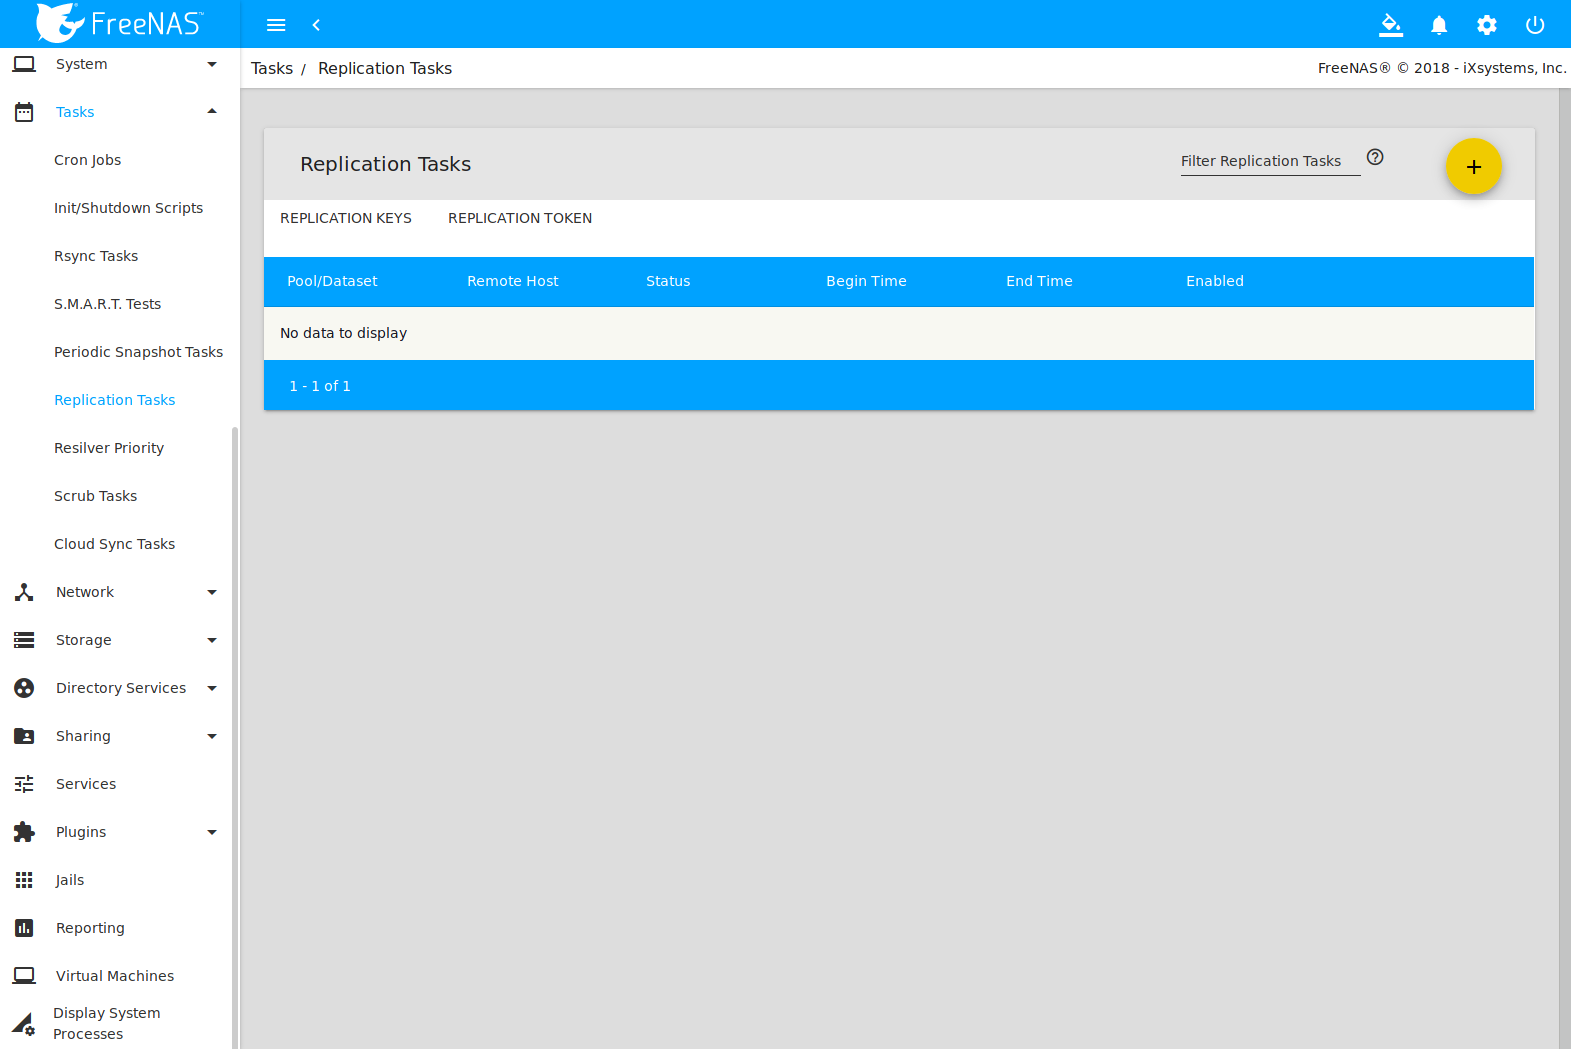 FreeNAS™
System
Tasks / Replication Tasks
FreeNAS® © 2018 - iXsystems, Inc.
Tasks
Cron Jobs
Init/Shutdown Scripts
Rsync Tasks
S.M.A.R.T. Tests
Periodic Snapshot Tasks
Replication Tasks
Resilver Priority
Scrub Tasks
Cloud Sync Tasks
Network
Storage
Directory Services
Sharing
Services
Plugins
Jails
Reporting
Virtual Machines
Display System
Processes
Replication Tasks
Filter Replication Tasks
REPLICATION KEYS REPLICATION TOKEN
Pool/Dataset Remote Host Status Begin Time End Time Enabled
No data to display
1 - 1 of 1